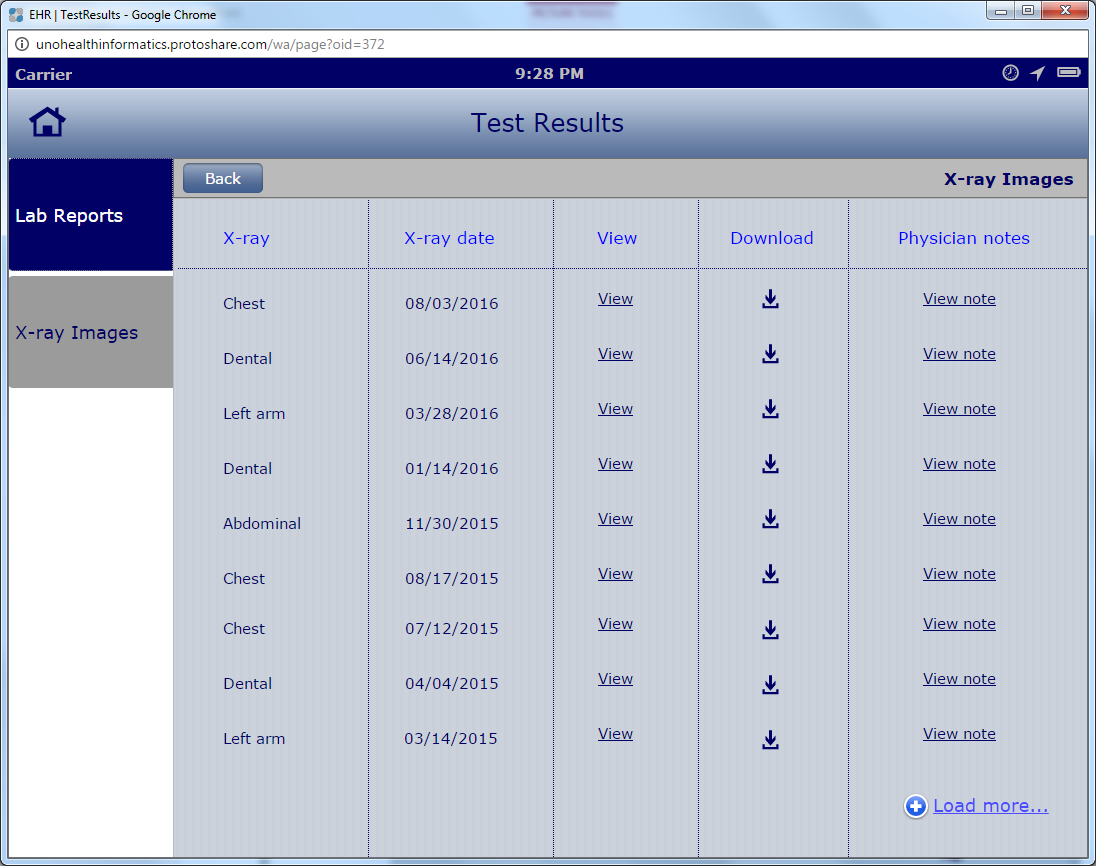 EHR | TestResults - Google Chrome
unohealthinformatics.protoshare.com/wa/page?oid=372
Carrier 9:28 PM
Test Results
Back X-ray Images
Lab Reports
X-ray Images
X-ray X-ray date View Download Physician notes
Chest 08/03/2016 View View note
Dental 06/14/2016 View View note
Left arm 03/28/2016 View View note
Dental 01/14/2016 View View note
Abdominal 11/30/2015 View View note
Chest 08/17/2015 View View note
Chest 07/12/2015 View View note
Dental 04/04/2015 View View note
Left arm 03/14/2015 View View note
Load more...